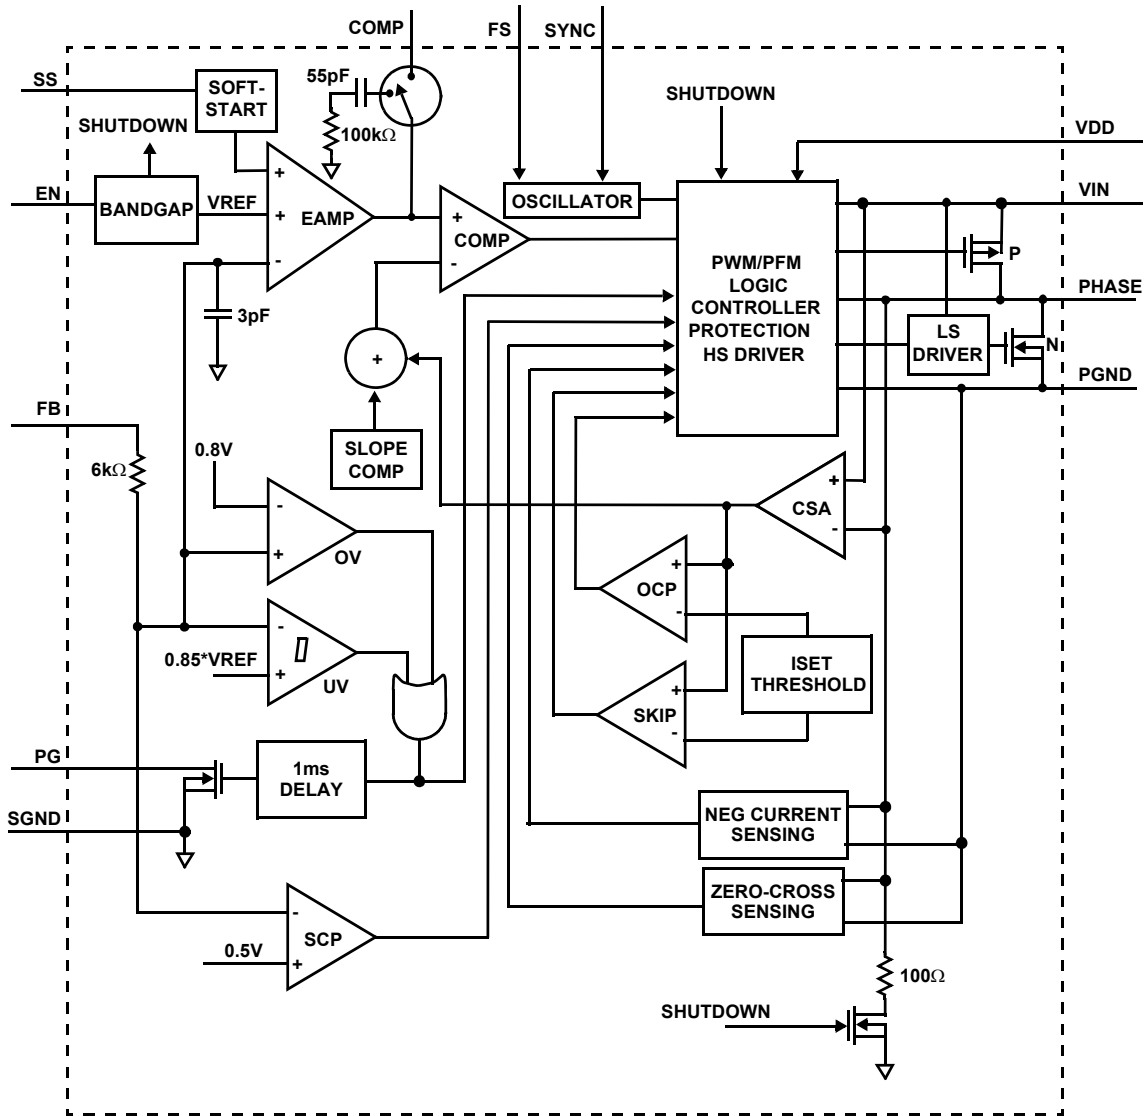 COMP
FS
SYNC
SS
SOFT-
START
55pF
100kΩ
SHUTDOWN
SHUTDOWN
VDD
EN
BANDGAP
VREF
+
+
-
EAMP
+
-
COMP
OSCILLATOR
VIN
PWM/PFM
LOGIC
CONTROLLER
PROTECTION
HS DRIVER
P
PHASE
3pF
LS
DRIVER
N
+
PGND
FB
SLOPE
COMP
6kΩ
0.8V
-
+
OV
+
-
CSA
+
-
OCP
-
+
UV
0.85*VREF
ISET
THRESHOLD
+
-
SKIP
PG
1ms
DELAY
SGND
NEG CURRENT
SENSING
ZERO-CROSS
SENSING
-
+
SCP
0.5V
100Ω
SHUTDOWN